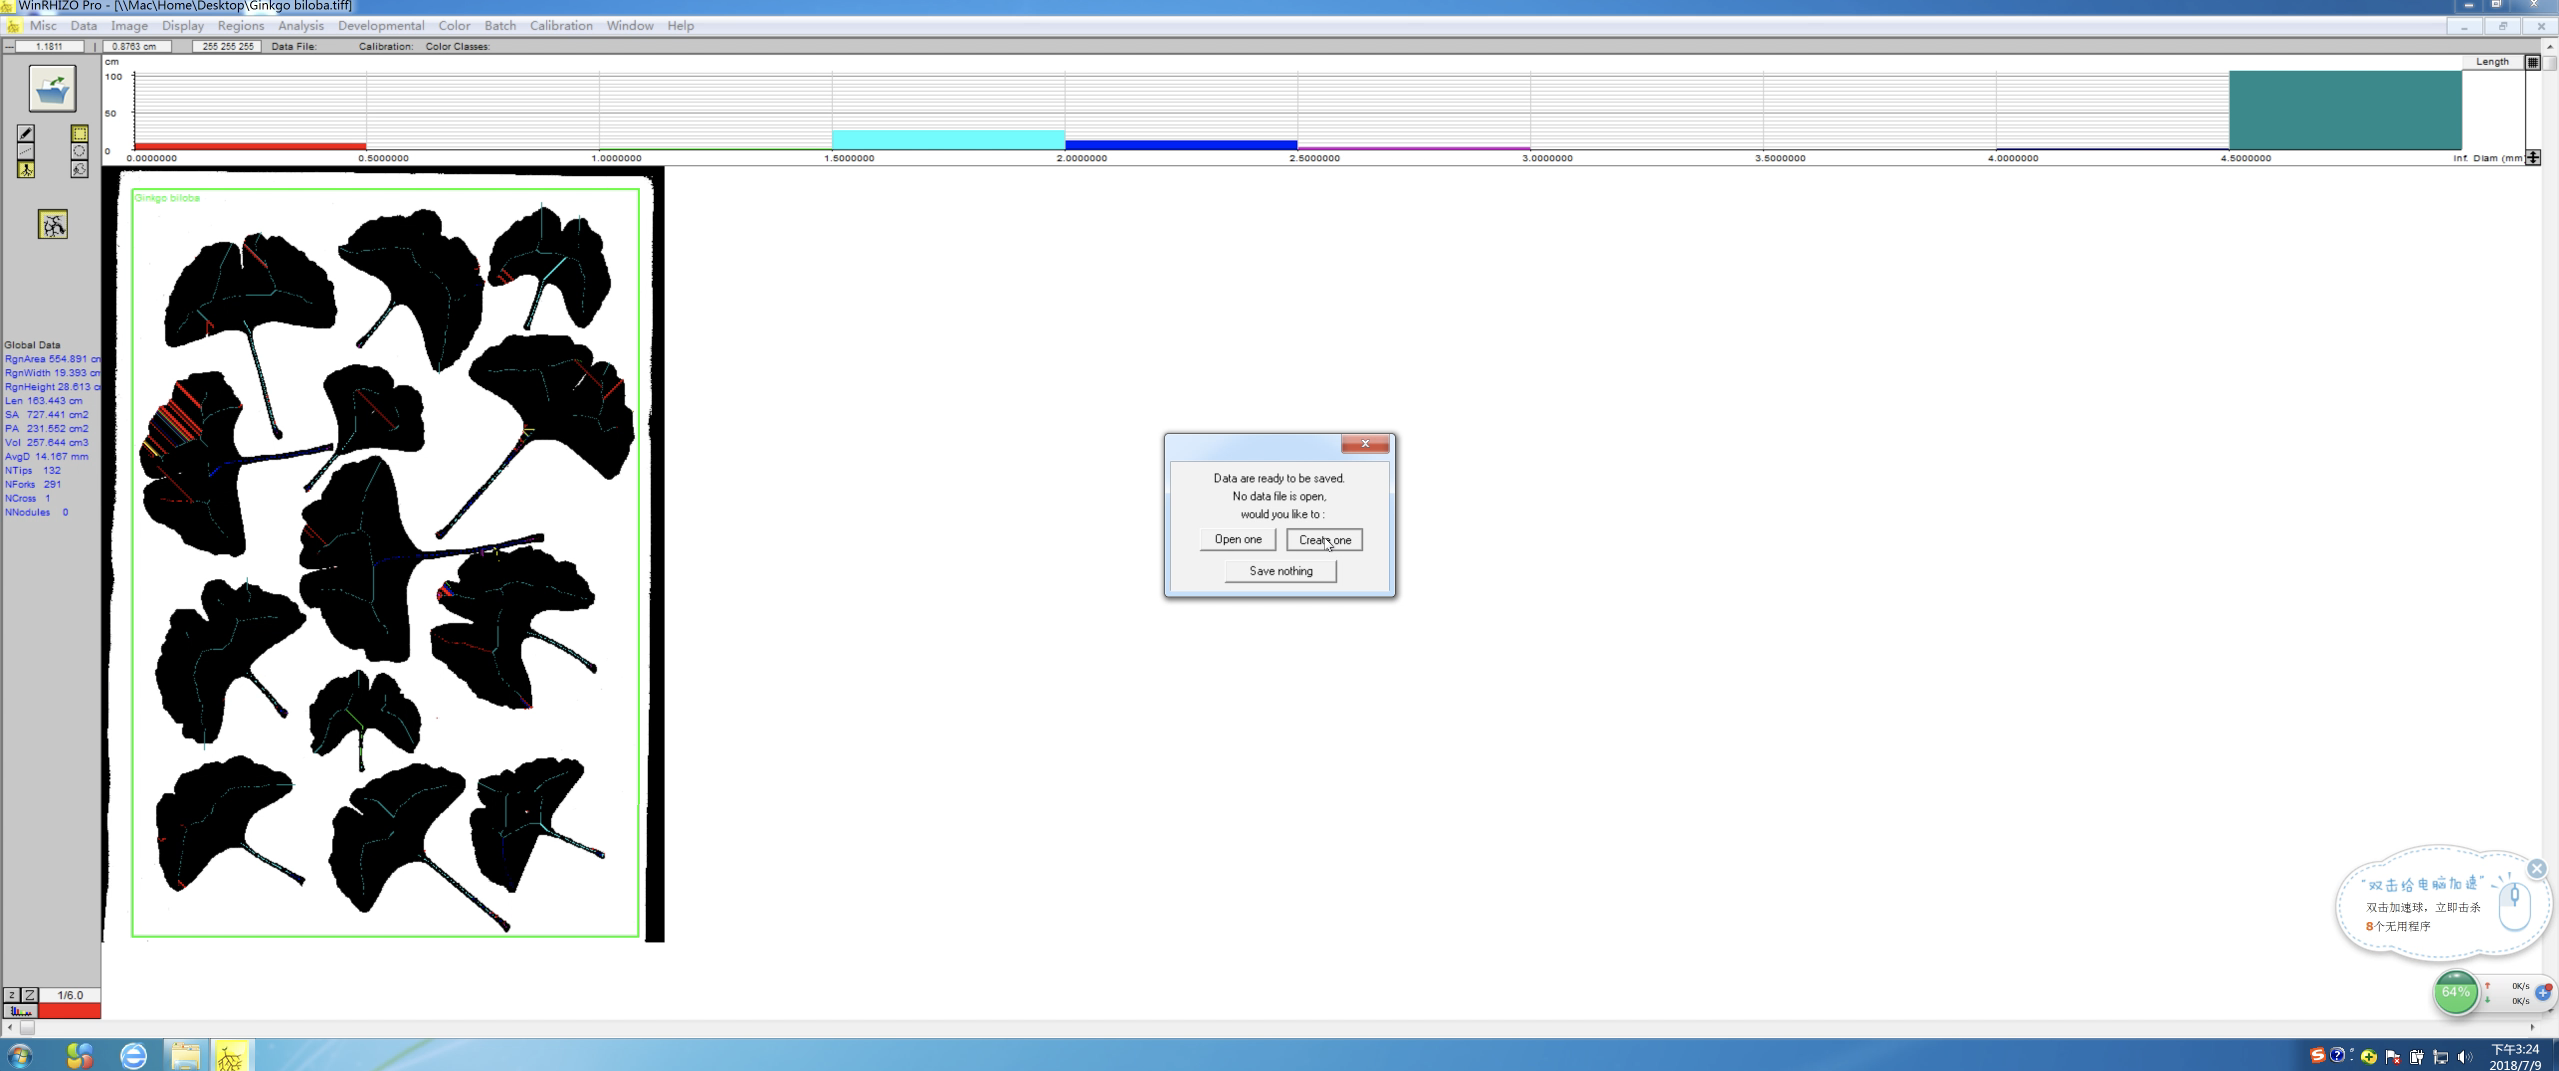 WinRHIZO Pro - [\\Mac\Home\Desktop\Ginkgo biloba.tiff]
Misc Data Image Display Regions Analysis Developmental Color Batch Calibration Window Help
1.1811 0.8763 cm 255 255 255 Data File: Calibration: Color Classes:
cm
Length
100
50
0
0.0000000 0.5000000 1.0000000 1.5000000 2.0000000 2.5000000 3.0000000 3.5000000 4.0000000 4.5000000 Inf. Diam (mm
Ginkgo biloba
Global Data
RgnArea 554.891 cm
RgnWidth 19.393 cm
RgnHeight 28.613 c
Len 163.443 cm
SA 727.441 cm2
PA 231.552 cm2
Vol 257.644 cm3
AvgD 14.167 mm
NTips 132
NForks 291
NCross 1
NNodules 0
Data are ready to be saved.
No data file is open,
would you like to :
Open one Create one
Save nothing
“双击给电脑加速”
双击加速球，立即击杀
8个无用程序
z Z 1/6.0
64% 0K/s
0K/s
下午3:24
2018/7/9